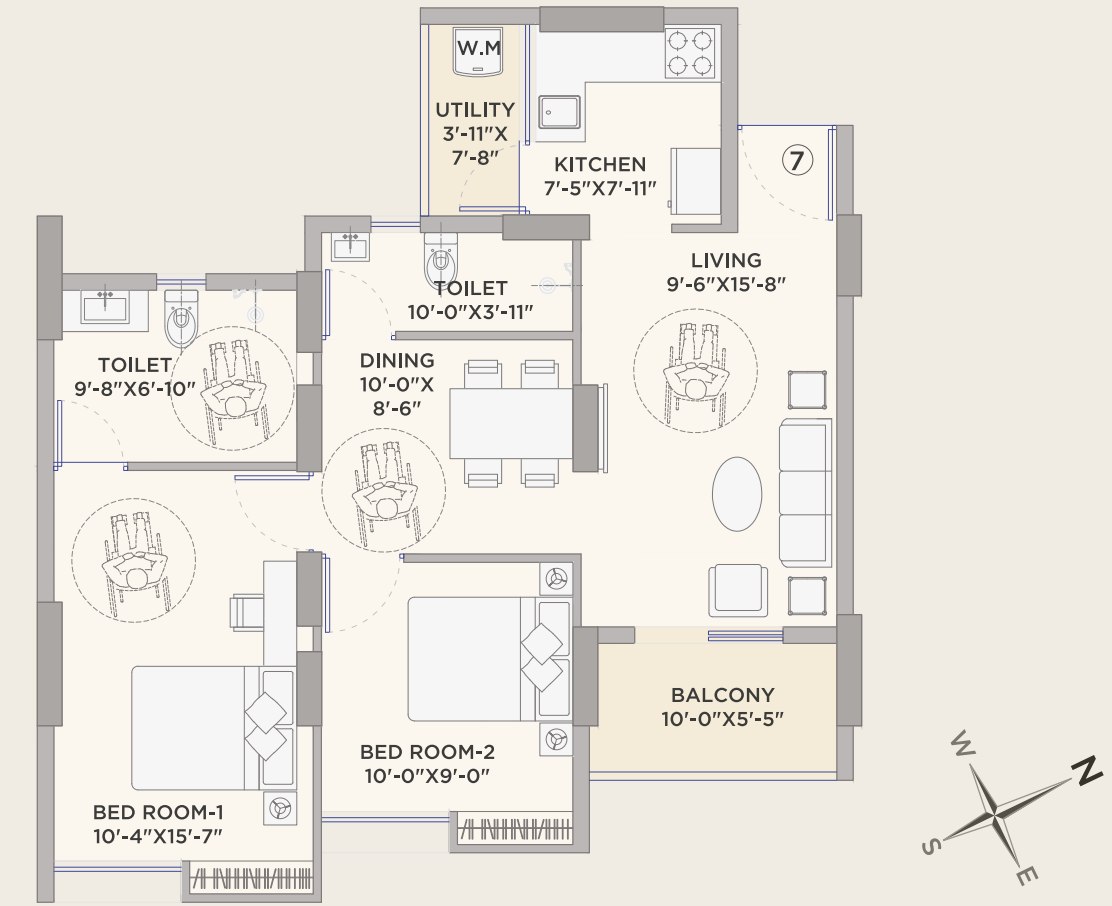 W.M
UTILITY
3'-11"X
7'-8"
KITCHEN
7'-5"X7'-11"
7
LIVING
9'-6"X15'-8"
TOILET
10'-0"X3'-11"
TOILET
9'-8"X6'-10"
DINING
10'-0"X
8'-6"
BALCONY
10'-0"X5'-5"
BED ROOM-2
10'-0"X9'-0"
BED ROOM-1
10'-4"X15'-7"
W
N
S
E